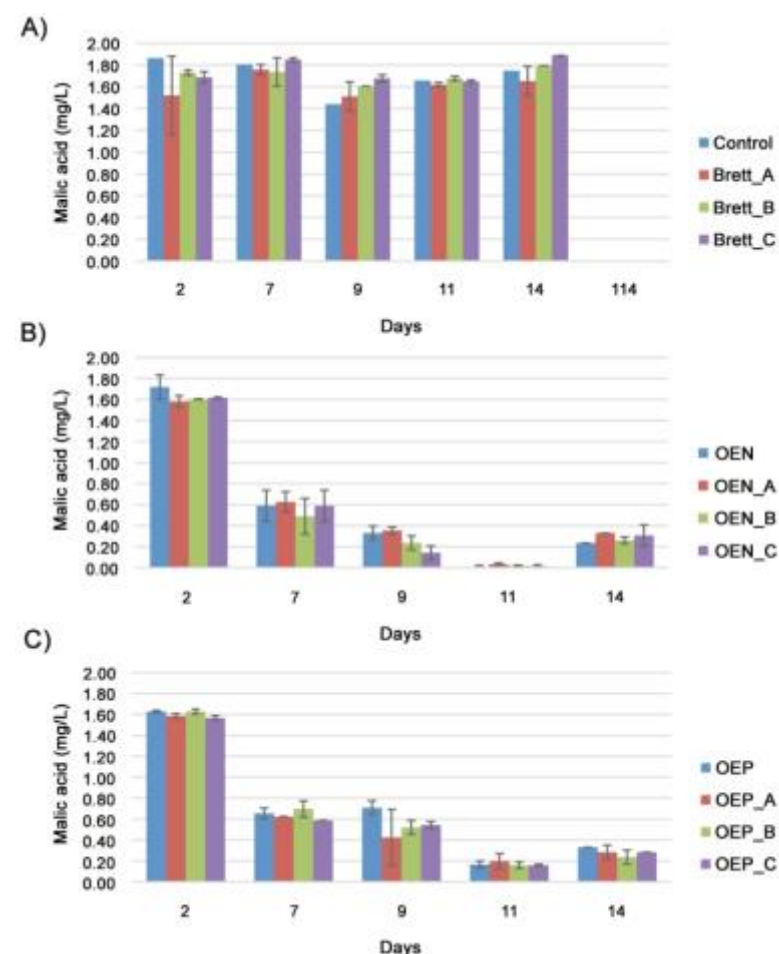 A)
2.00
1.80
1.60
1.40
1.20
1.00
0.80
0.60
0.40
0.20
0.00
Malic acid (mg/L)
2 7 9 11 14 114
Days
Control
Brett_A
Brett_B
Brett_C
B)
2.00
1.80
1.60
1.40
1.20
1.00
0.80
0.60
0.40
0.20
0.00
Malic acid (mg/L)
2 7 9 11 14
Days
OEN
OEN_A
OEN_B
OEN_C
C)
2.00
1.80
1.60
1.40
1.20
1.00
0.80
0.60
0.40
0.20
0.00
Malic acid (mg/L)
2 7 9 11 14
Days
OEP
OEP_A
OEP_B
OEP_C